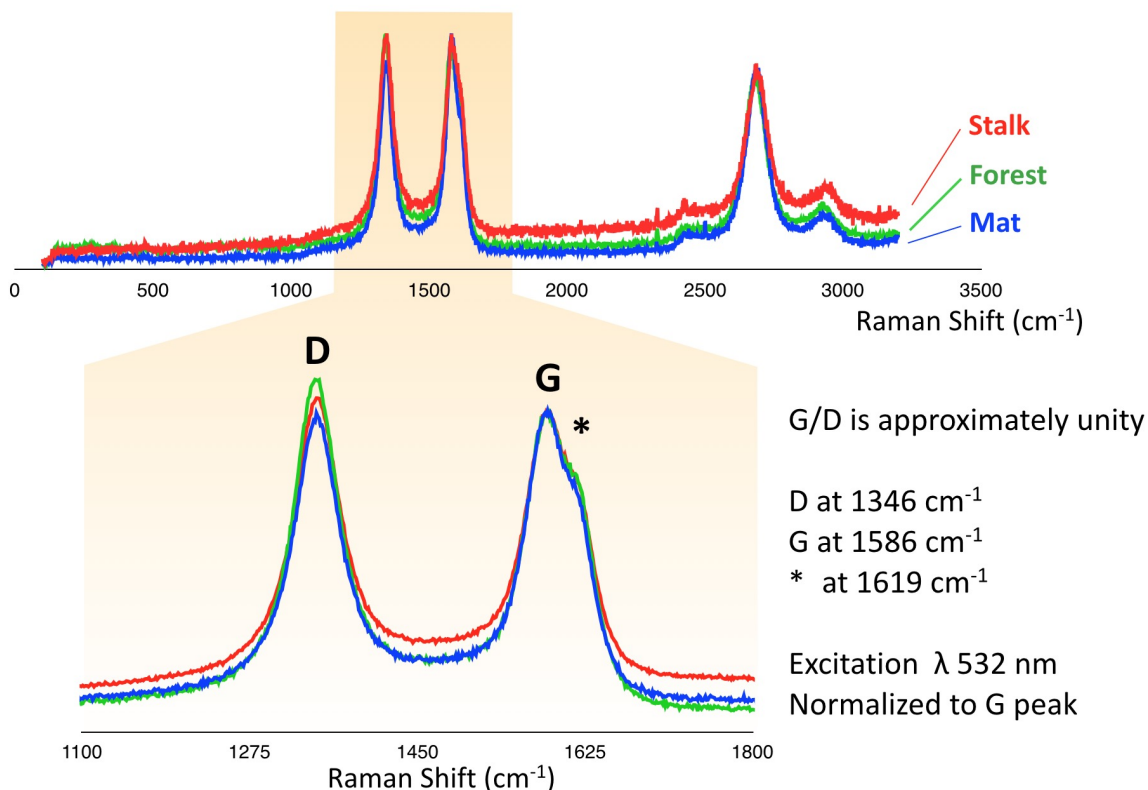 Stalk
Forest
Mat
0 500 1000 1500 2000 2500 3000 3500
Raman Shift (cm-1)
D
G
*
G/D is approximately unity
D at 1346 cm-1
G at 1586 cm-1
* at 1619 cm-1
Excitation λ 532 nm
Normalized to G peak
1100 1275 1450 1625 1800
Raman Shift (cm-1)